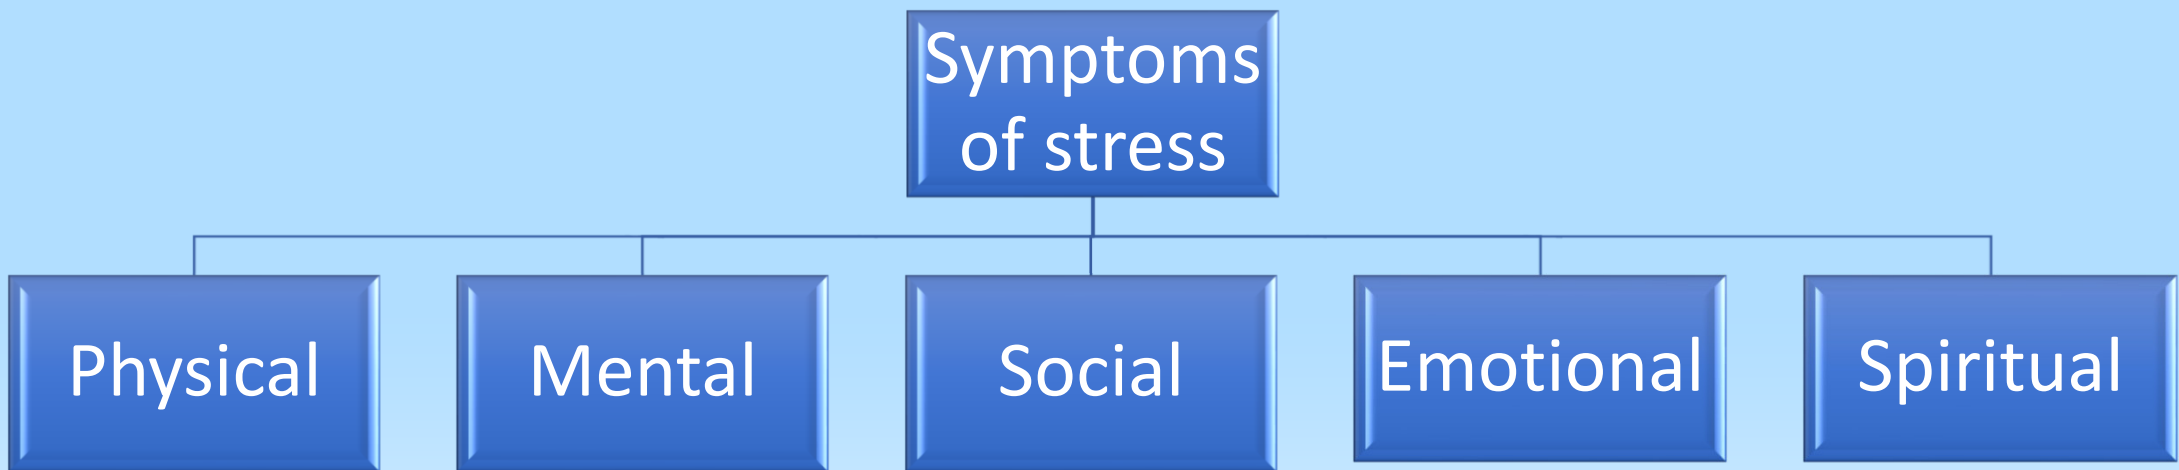 Symptoms
of stress
Physical
Mental
Social
Emotional
Spiritual